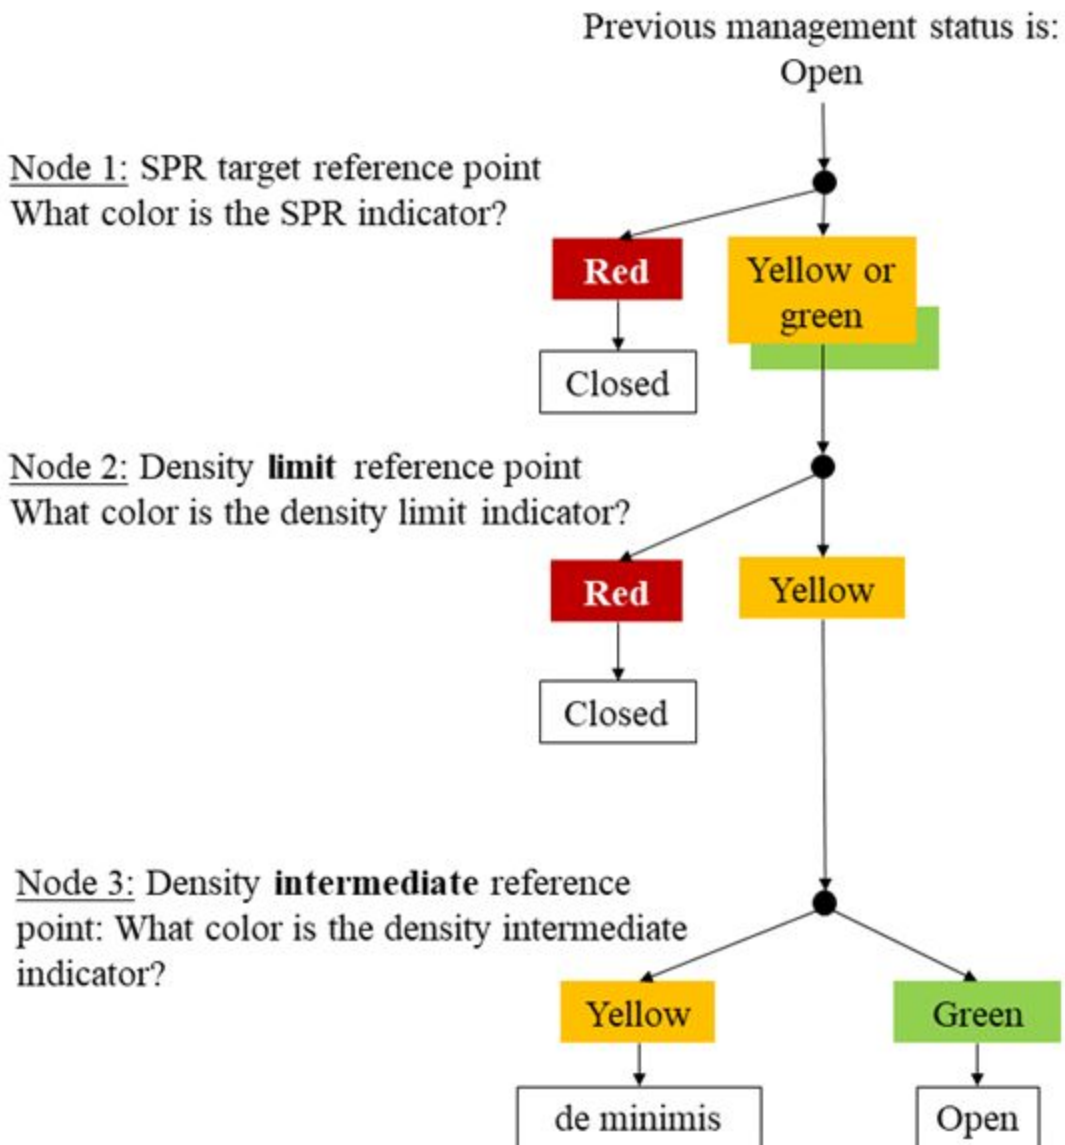 Previous management status is:
Open
Node 1: SPR target reference point
What color is the SPR indicator?
Red
Yellow or
green
Closed
Node 2: Density limit reference point
What color is the density limit indicator?
Red
Yellow
Closed
Node 3: Density intermediate reference
point: What color is the density intermediate
indicator?
Yellow
Green
de minimis
Open